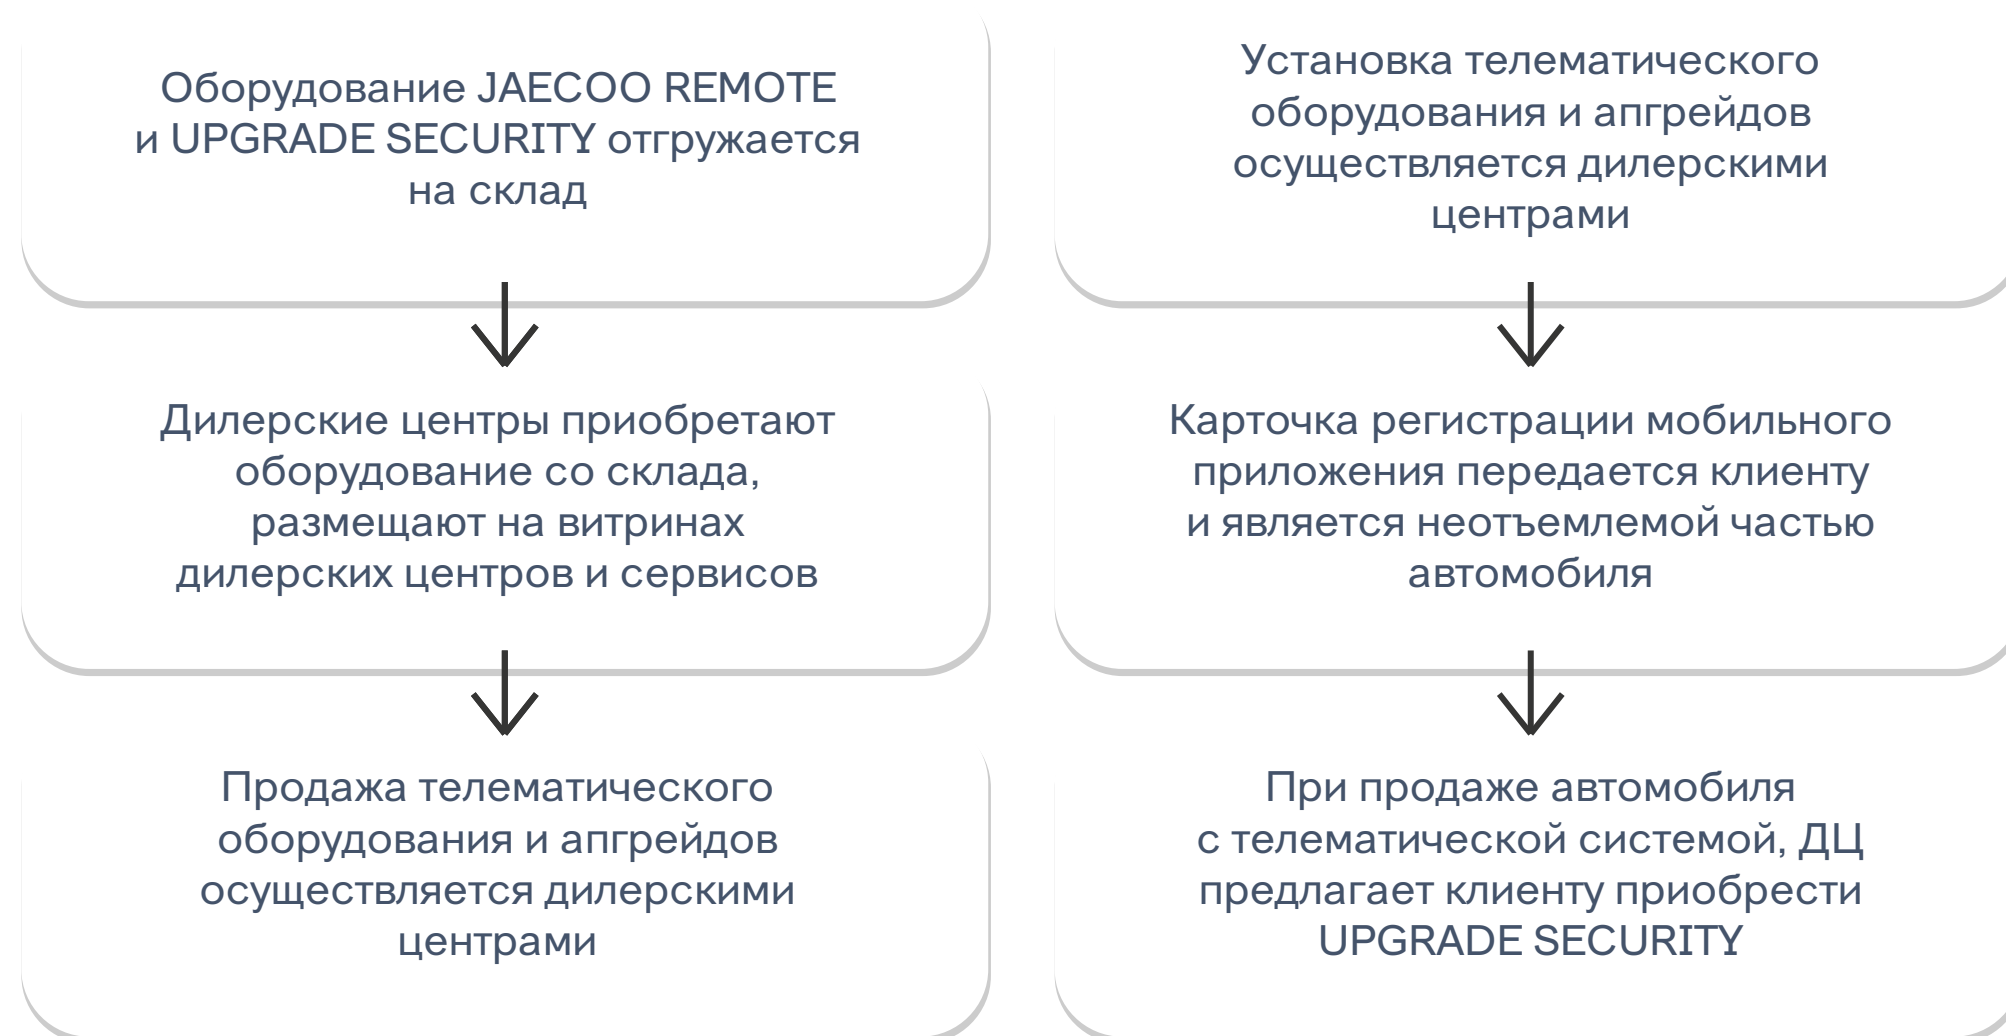 Оборудование JAECOO REMOTE
и UPGRADE SECURITY отгружается
на склад
Дилерские центры приобретают
оборудование со склада,
размещают на витринах
дилерских центров и сервисов
Продажа телематического
оборудования и апгрейдов
осуществляется дилерскими
центрами
Установка телематического
оборудования и апгрейдов
осуществляется дилерскими
центрами
Карточка регистрации мобильного
приложения передается клиенту
и является неотъемлемой частью
автомобиля
При продаже автомобиля
с телематической системой, ДЦ
предлагает клиенту приобрести
UPGRADE SECURITY